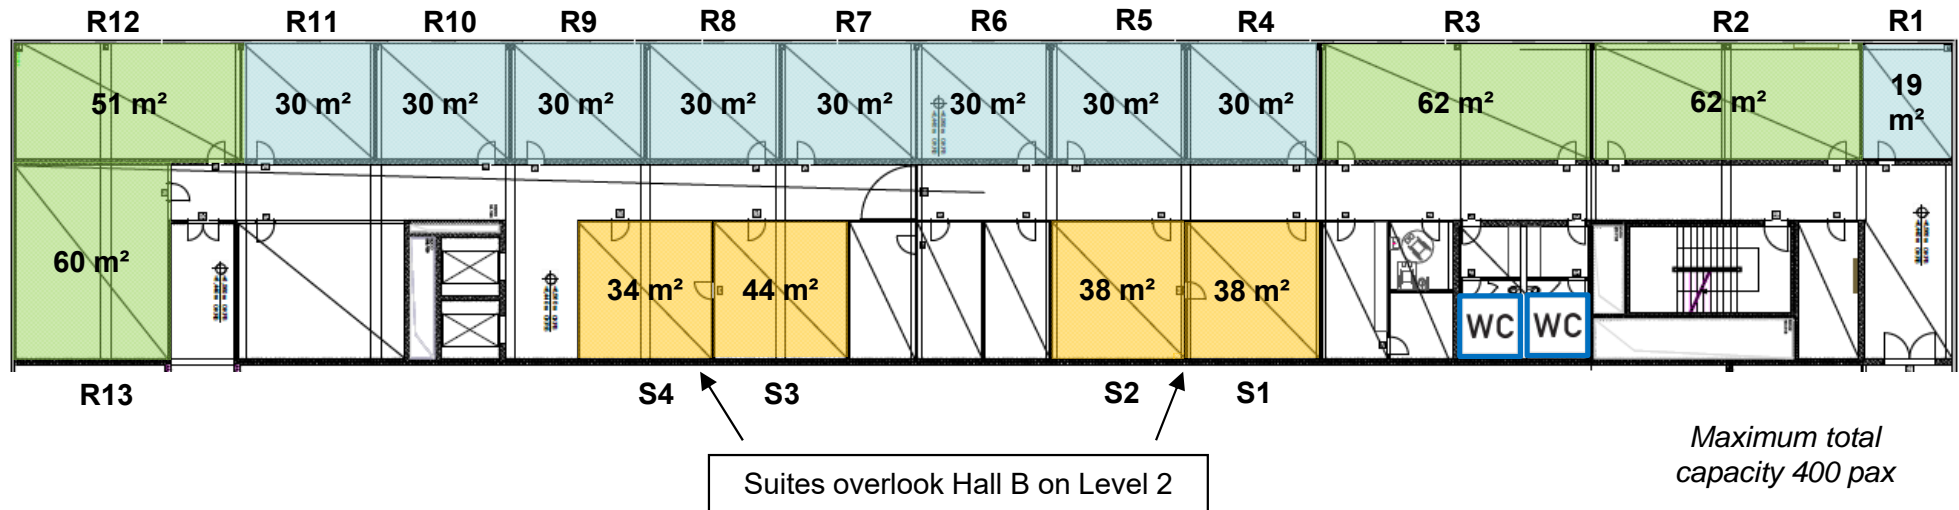 R12 R11 R10 R9 R8 R7 R6 R5 R4 R3 R2 R1
51 m² 30 m² 30 m² 30 m² 30 m² 30 m² 30 m² 30 m² 30 m² 62 m² 62 m² 19
m²
60 m² 34 m² 44 m² 38 m² 38 m²
WC WC
R13 S4 S3 S2 S1
Suites overlook Hall B on Level 2
Maximum total
capacity 400 pax